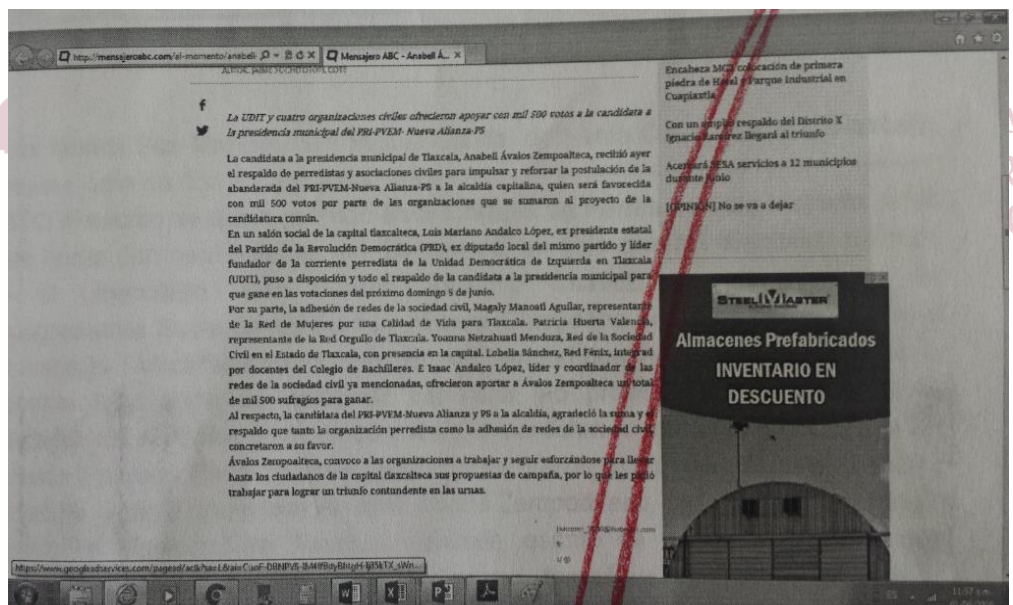 http://mensajeroabc.com/al-momento/anabell
Mensajero ABC - Anabell Á...
La UDIT y cuatro organizaciones civiles ofrecieron apoyar con mil 500 votos a la candidata a
la presidencia municipal del PRI-PVEM- Nueva Alianza-PS
La candidata a la presidencia municipal de Tlaxcala, Anabell Ávalos Zempoalteca, recibió ayer
el respaldo de perredistas y asociaciones civiles para impulsar y reforzar la postulación de la
abanderada del PRI-PVEM-Nueva Alianza-PS a la alcaldía capitalina, quien será favorecida
con mil 500 votos por parte de las organizaciones que se sumaron al proyecto de la
candidatura común.
En un salón social de la capital tlaxcalteca, Luis Mariano Andalco López, ex presidente estatal
del Partido de la Revolución Democrática (PRD), ex diputado local del mismo partido y líder
fundador de la corriente perredista de la Unidad Democrática de Izquierda en Tlaxcala
(UDIT), puso a disposición y todo el respaldo de la candidata a la presidencia municipal para
que gane en las votaciones del próximo domingo 5 de junio.
Por su parte, la adhesión de redes de la sociedad civil, Magaly Manoatl Aguilar, representante
de la Red de Mujeres por una Calidad de Vida para Tlaxcala. Patricia Huerta Valencia,
representante de la Red Orgullo de Tlaxcala. Netzahuatl Mendoza, Red de la Sociedad
Civil en el Estado de Tlaxcala, con presencia en la capital. Lobelia Sánchez, Red Fénix, integrad
por docentes del Colegio de Bachilleres. E Isaac Andalco López, líder y coordinador de las
redes de la sociedad civil ya mencionadas, ofrecieron aportar a Ávalos Zempoalteca un total
de mil 500 sufragios para ganar.
Al respecto, la candidata del PRI-PVEM-Nueva Alianza y PS a la alcaldía, agradeció la suma y el
respaldo que tanto la organización perredista como la adhesión de redes de la sociedad civil,
concretaron a su favor.
Ávalos Zempoalteca, convoco a las organizaciones a trabajar y seguir esforzándose para llevar
hasta los ciudadanos de la capital tlaxcalteca sus propuestas de campaña, por lo que les pidió
trabajar para lograr un triunfo contundente en las urnas.
Encabeza MGZ colocación de primera
piedra de Hotel y Parque Industrial en
Cuapiaxtla
Con un amplio respaldo del Distrito X
Ignacio Ramírez llegará al triunfo
Acercará SESA servicios a 12 municipios
durante junio
[OPINIÓN] No se va a dejar
STEELMASTER
Almacenes Prefabricados
INVENTARIO EN
DESCUENTO
ES
11:57 a.m.